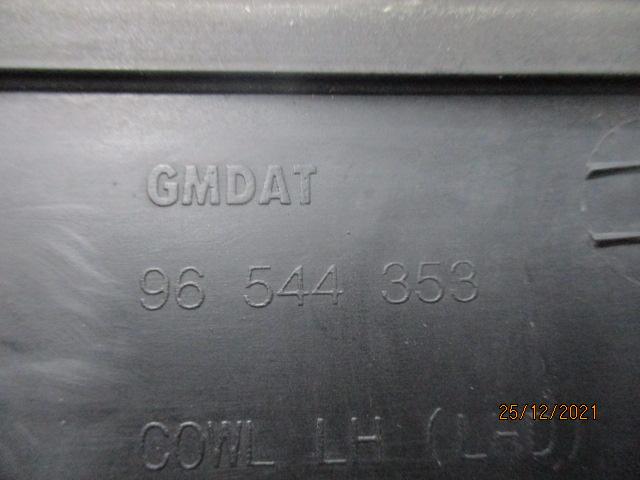 GMDAT
96 544 353
25/12/2021
COWL LH (L-J)